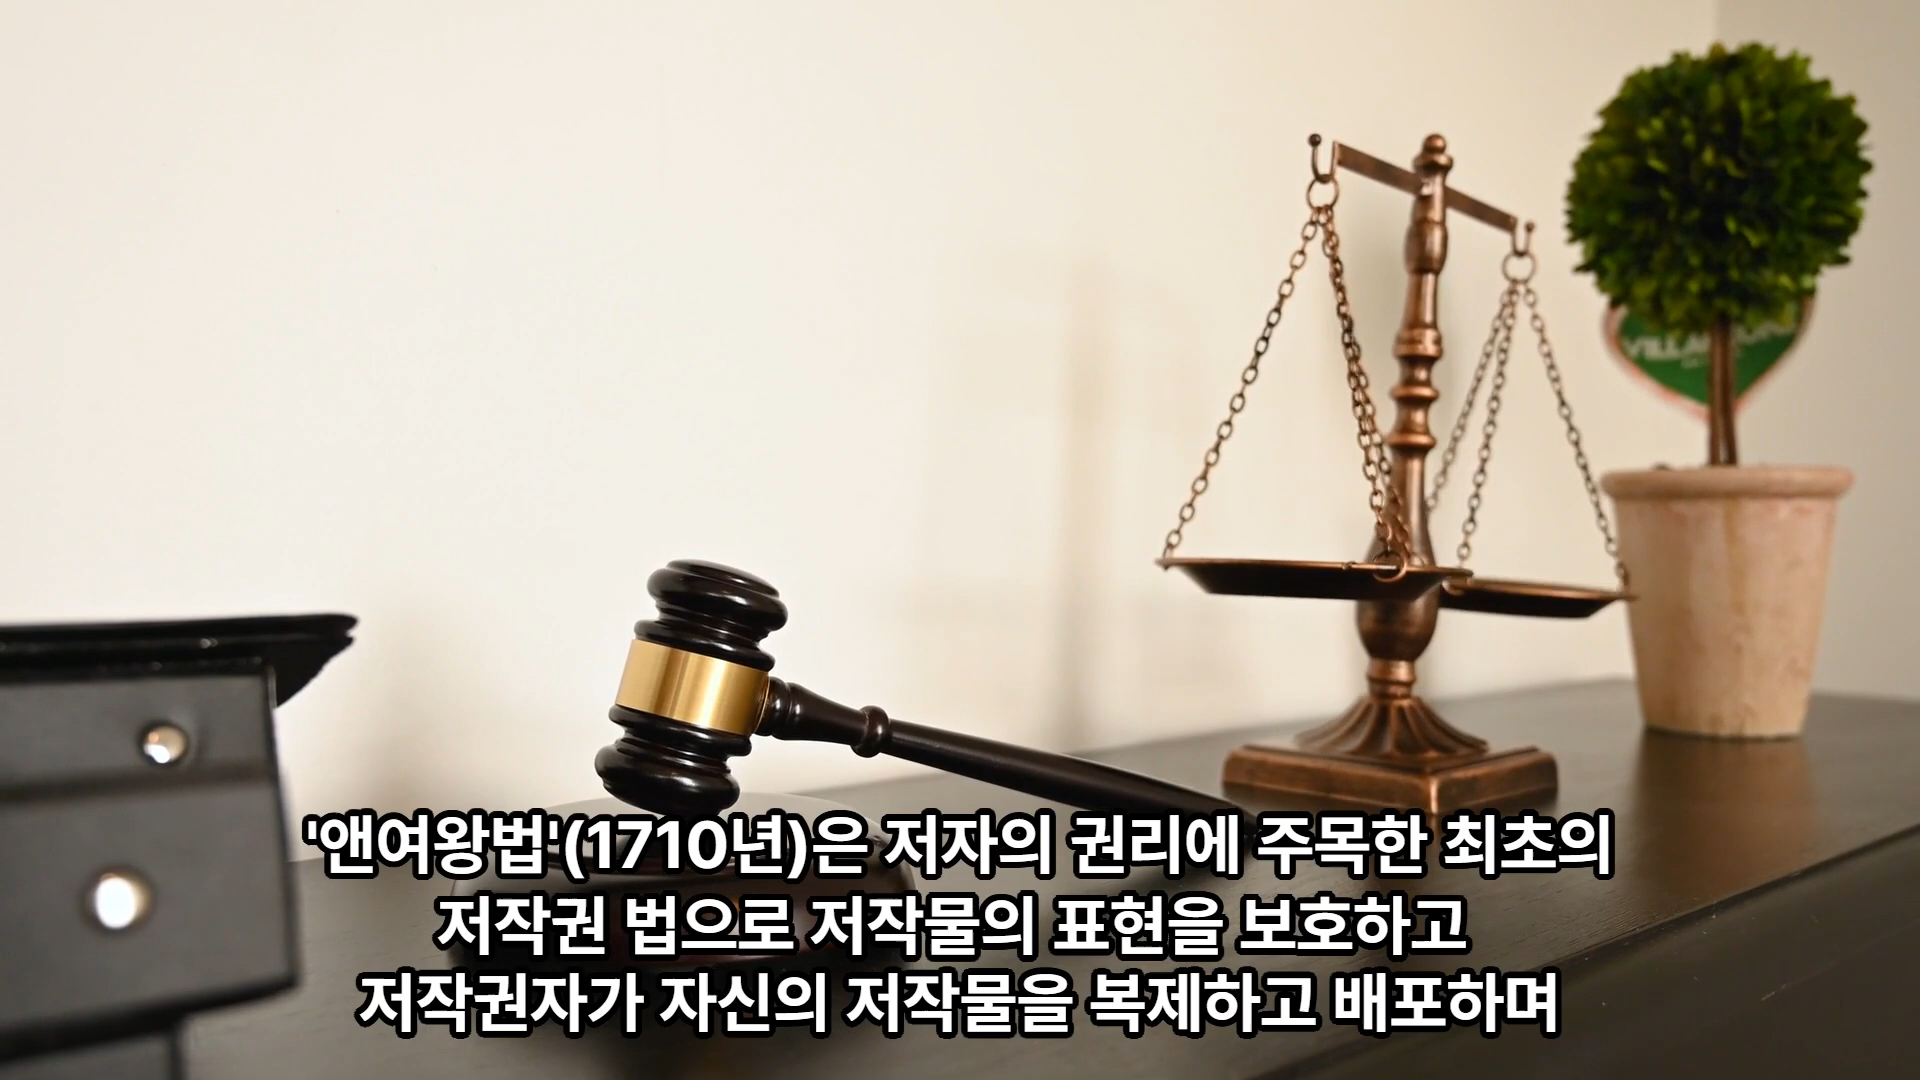 '앤여왕법'(1710년)은 저자의 권리에 주목한 최초의
저작권 법으로 저작물의 표현을 보호하고
저작권자가 자신의 저작물을 복제하고 배포하며